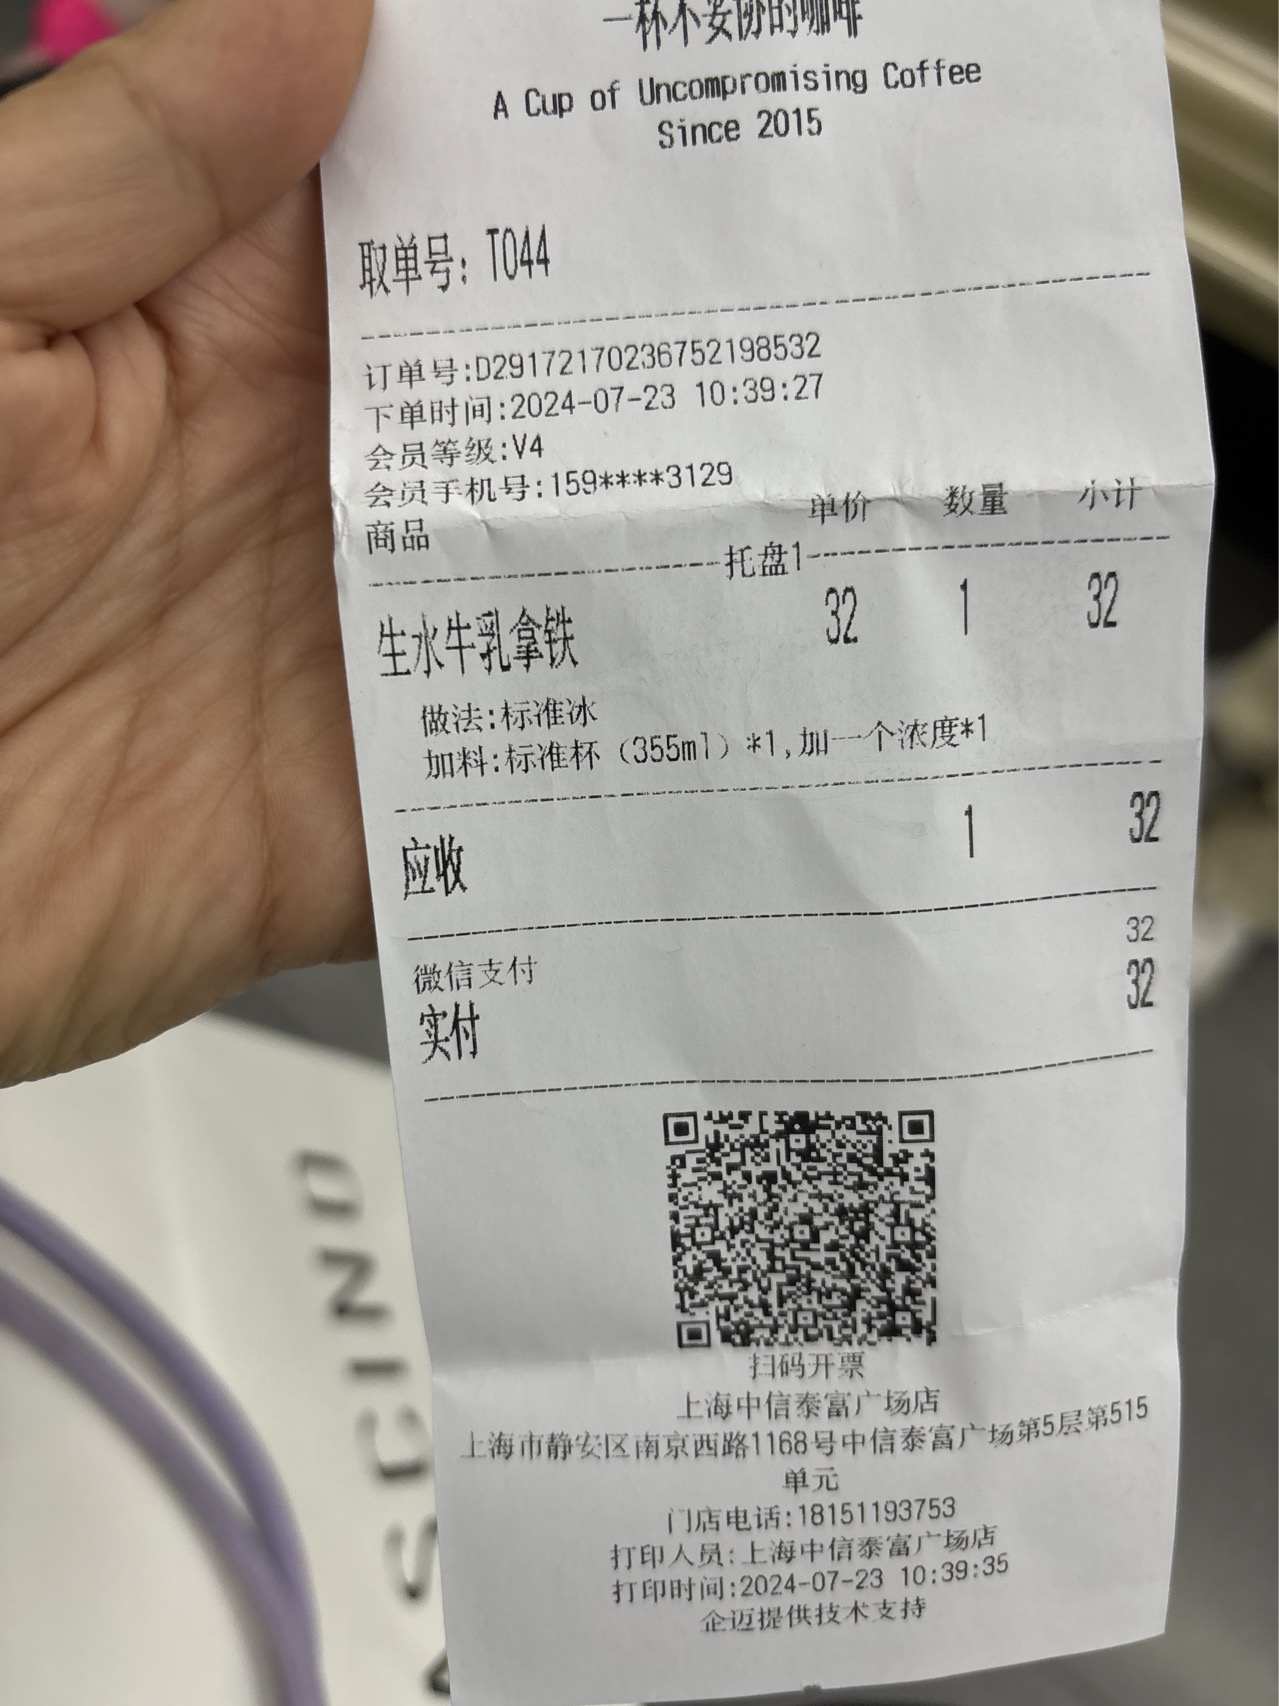 一杯不妥协的咖啡
A Cup of Uncompromising Coffee
Since 2015
取单号: T044
订单号:D29172170236752198532
下单时间:2024-07-23 10:39:27
会员等级:V4
会员手机号:159****3129
商品 单价 数量 小计
托盘1
生水牛乳拿铁 32 1 32
做法:标准冰
加料:标准杯（355ml）*1,加一个浓度*1
应收 1 32
微信支付 32
实付 32
扫码开票
上海中信泰富广场店
上海市静安区南京西路1168号中信泰富广场第5层第515
单元
门店电话:18151193753
打印人员:上海中信泰富广场店
打印时间:2024-07-23 10:39:35
企迈提供技术支持